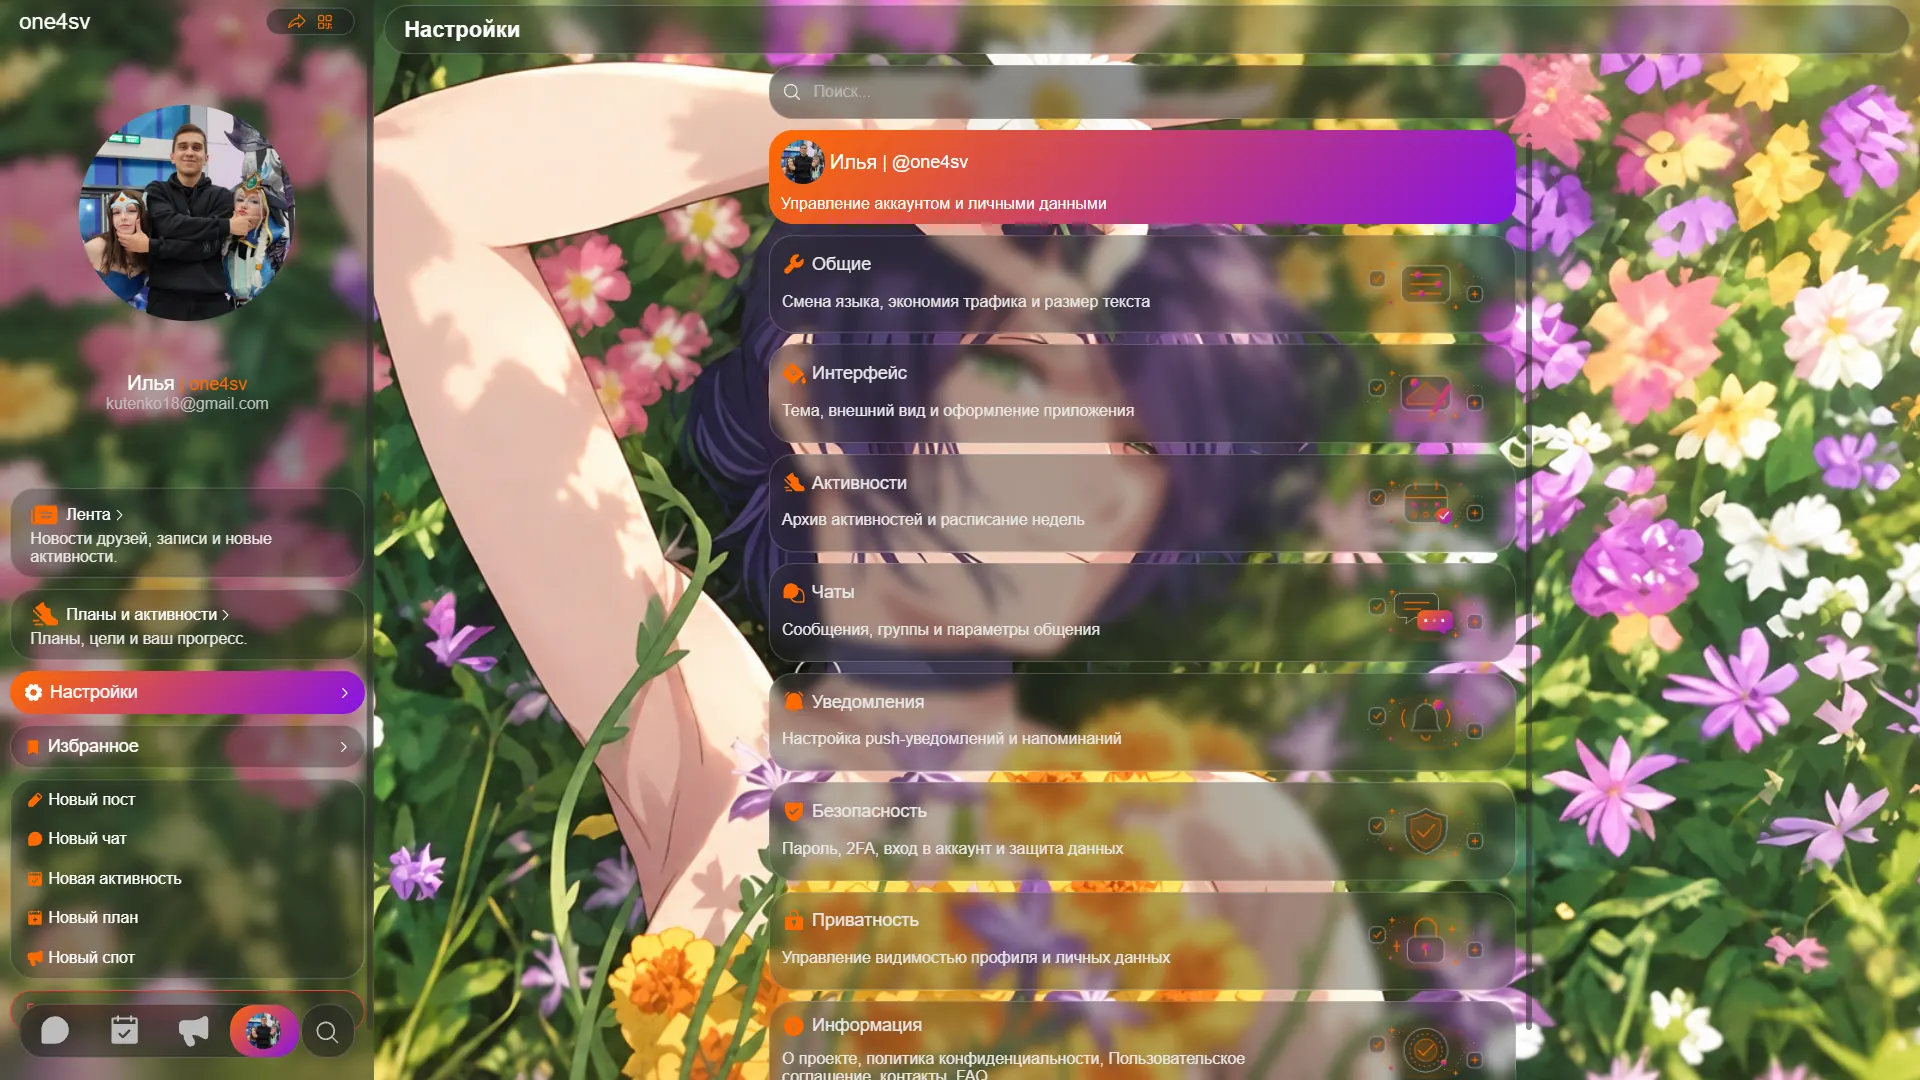 one4sv
Илья | one4sv
kutenko18@gmail.com
Лента
Новости друзей, записи и новые
активности.
Планы и активности
Планы, цели и ваш прогресс.
Настройки
Избранное
Новый пост
Новый чат
Новая активность
Новый план
Новый спот
Настройки
Поиск...
Илья | @one4sv
Управление аккаунтом и личными данными
Общие
Смена языка, экономия трафика и размер текста
Интерфейс
Тема, внешний вид и оформление приложения
Активности
Архив активностей и расписание недель
Чаты
Сообщения, группы и параметры общения
Уведомления
Настройка push-уведомлений и напоминаний
Безопасность
Пароль, 2FA, вход в аккаунт и защита данных
Приватность
Управление видимостью профиля и личных данных
Информация
О проекте, политика конфиденциальности, Пользовательское
соглашение, контакты, FAQ